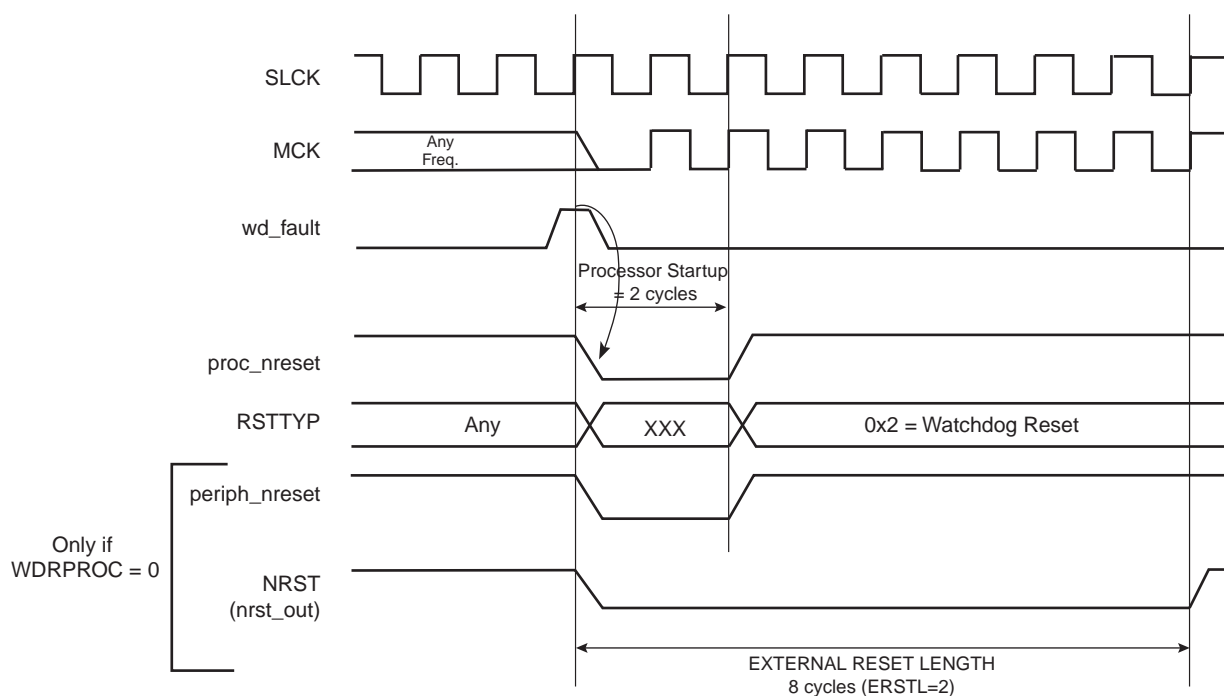 SLCK
MCK
Any
Freq.
wd_fault
Processor Startup
= 2 cycles
proc_nreset
RSTTYP
Any
XXX
0x2 = Watchdog Reset
periph_nreset
Only if
WDRPROC = 0
NRST
(nrst_out)
EXTERNAL RESET LENGTH
8 cycles (ERSTL=2)